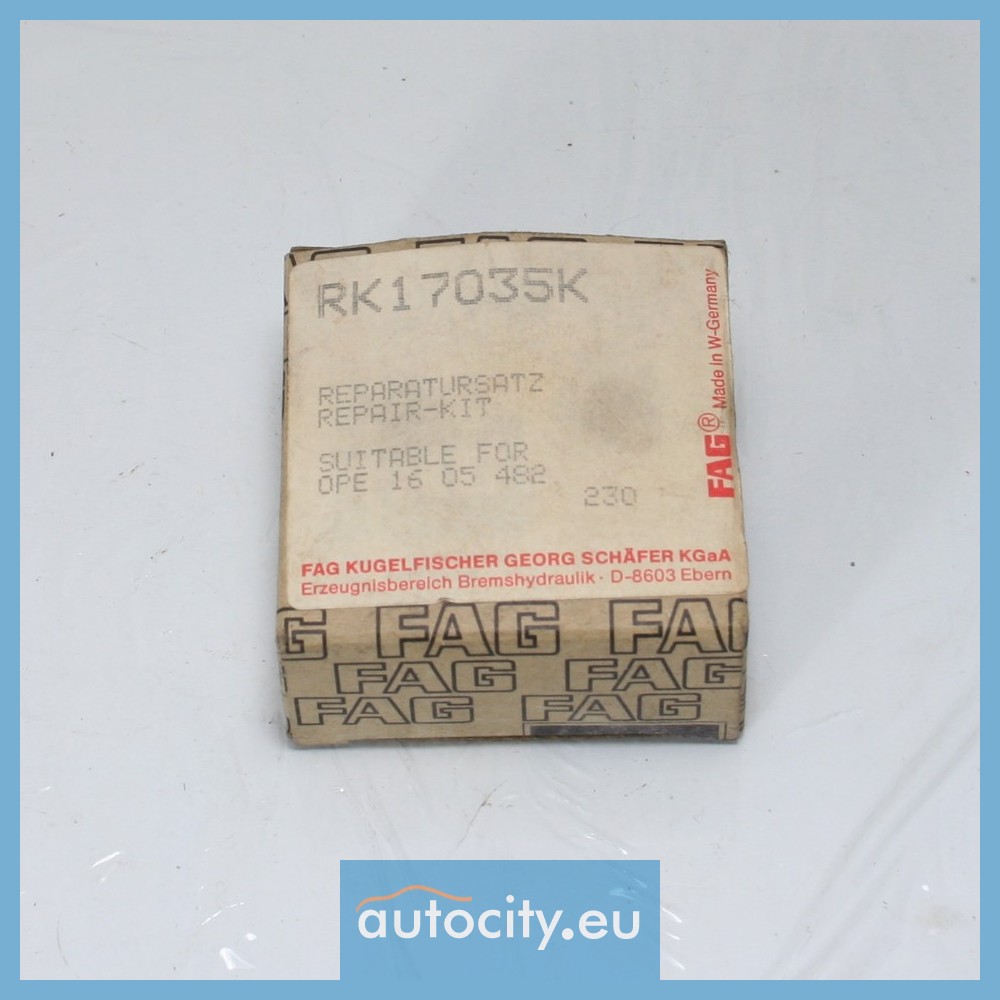 RK17035K
REPARATURSATZ
REPAIR-KIT
SUITABLE FOR
OPE 16 05 482
230
FAG® Made in W-Germany
FAG KUGELFISCHER GEORG SCHÄFER KGaA
Erzeugnisbereich Bremshydraulik · D-8603 Ebern
G FAG FAG
FAG FAG
FAG FAG
autocity.eu